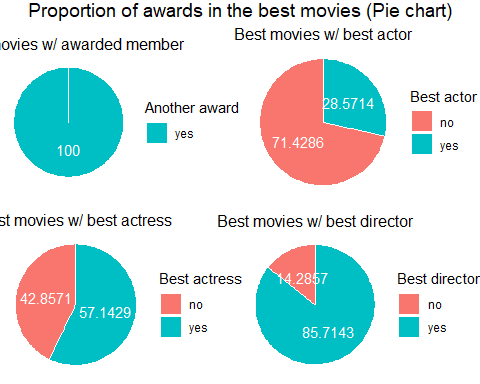 Proportion of awards in the best movies (Pie chart)
movies w/ awarded member
100
Another award
yes
Best movies w/ best actor
28.5714
71.4286
Best actor
no
yes
movies w/ best actress
42.8571
57.1429
Best actress
no
yes
Best movies w/ best director
14.2857
85.7143
Best director
no
yes